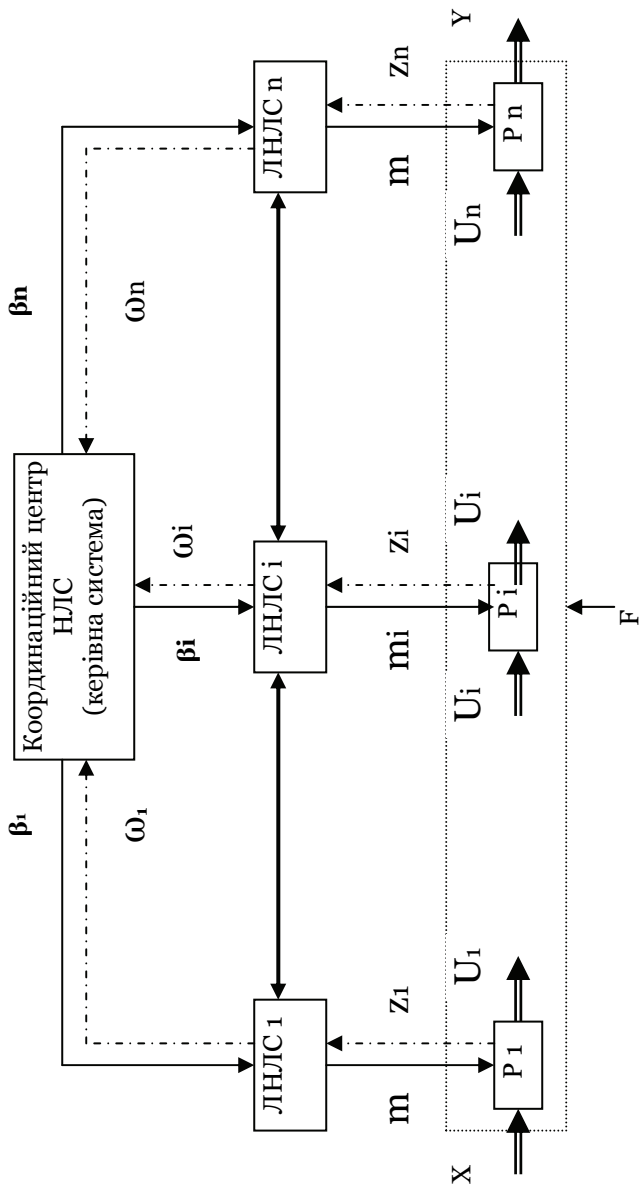 Координаційний центр
НЛС
(керівна система)
β₁
ω₁
βi
ωi
βn
ωn
ЛНЛС 1
ЛНЛС i
ЛНЛС n
m
z₁
mi
zi
m
zn
X
P 1
U₁
Ui
P i
Ui
Un
P n
Y
F